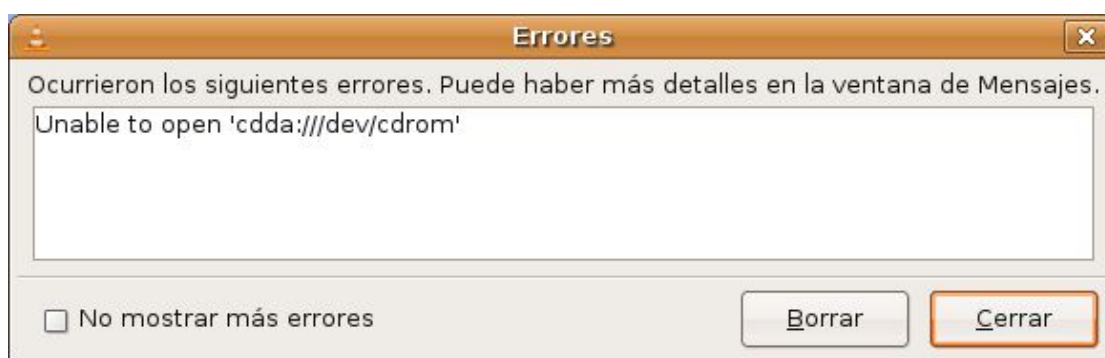 Errores
Ocurrieron los siguientes errores. Puede haber más detalles en la ventana de Mensajes.
Unable to open 'cdda:///dev/cdrom'
No mostrar más errores
Borrar
Cerrar